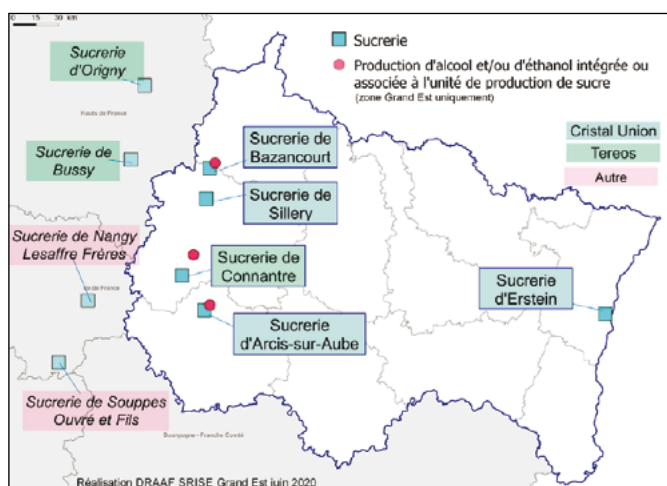 0 15 30 km
Sucrerie
Production d'alcool et/ou d'éthanol intégrée ou
associée à l'unité de production de sucre
(zone Grand Est uniquement)
Cristal Union
Tereos
Autre
Sucrerie
d'Origny
Hauts de France
Sucrerie de
Bussy
Sucrerie de
Bazancourt
Sucrerie de
Sillery
Sucrerie de Nangy
Lesaffre Frères
Sucrerie de
Connantre
Ile de France
Sucrerie
d'Erstein
Sucrerie
d'Arcis-sur-Aube
Sucrerie de Souppes
Ouvré et Fils
Bourgogne - Franche Comté
Réalisation DRAAF SRISE Grand Est juin 2020